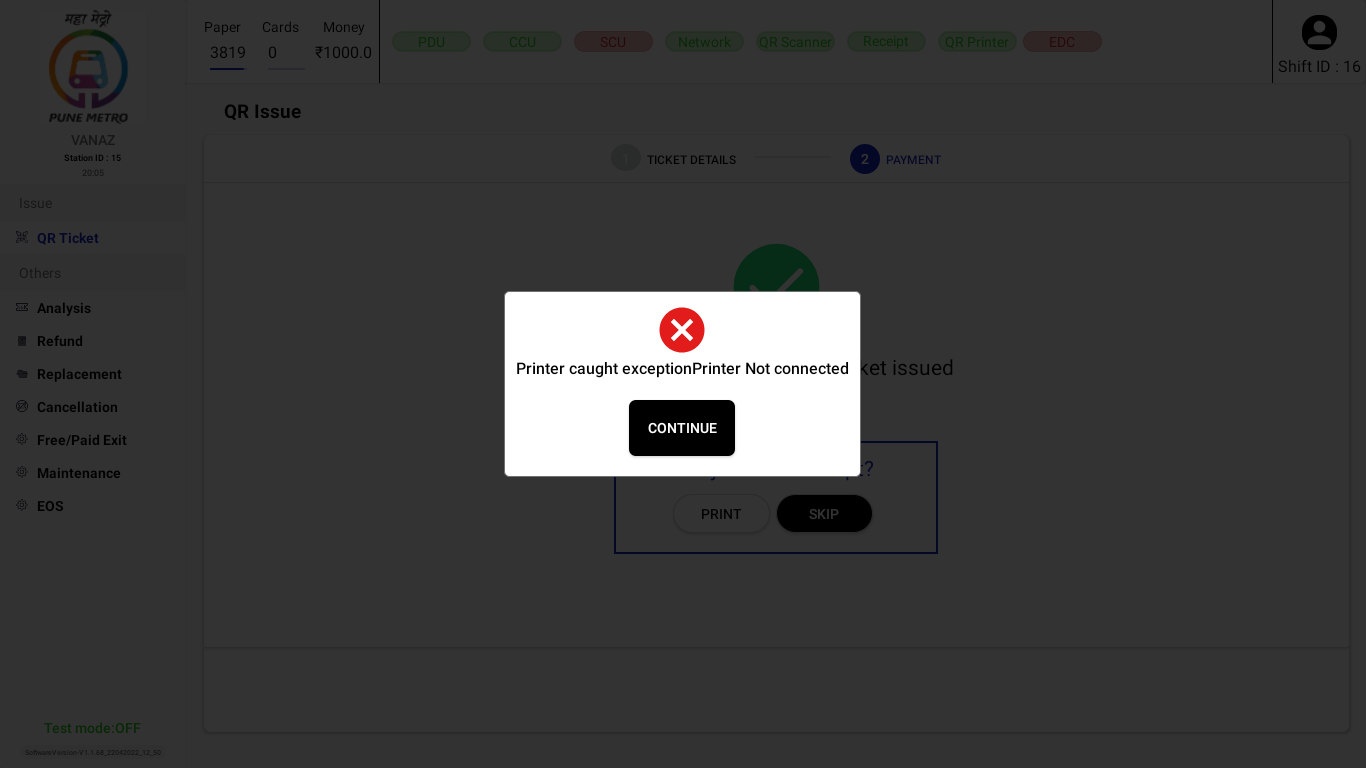 महा मेट्रो
PUNE METRO
VANAZ
Station ID : 15
20:05
Issue
QR Ticket
Others
Analysis
Refund
Replacement
Cancellation
Free/Paid Exit
Maintenance
EOS
Test mode:OFF
Paper Cards Money
3819 0 ₹1000.0
PDU CCU SCU Network QR Scanner Receipt QR Printer EDC
Shift ID : 16
QR Issue
1 TICKET DETAILS 2 PAYMENT
issued
Printer caught exceptionPrinter Not connected
CONTINUE
PRINT SKIP